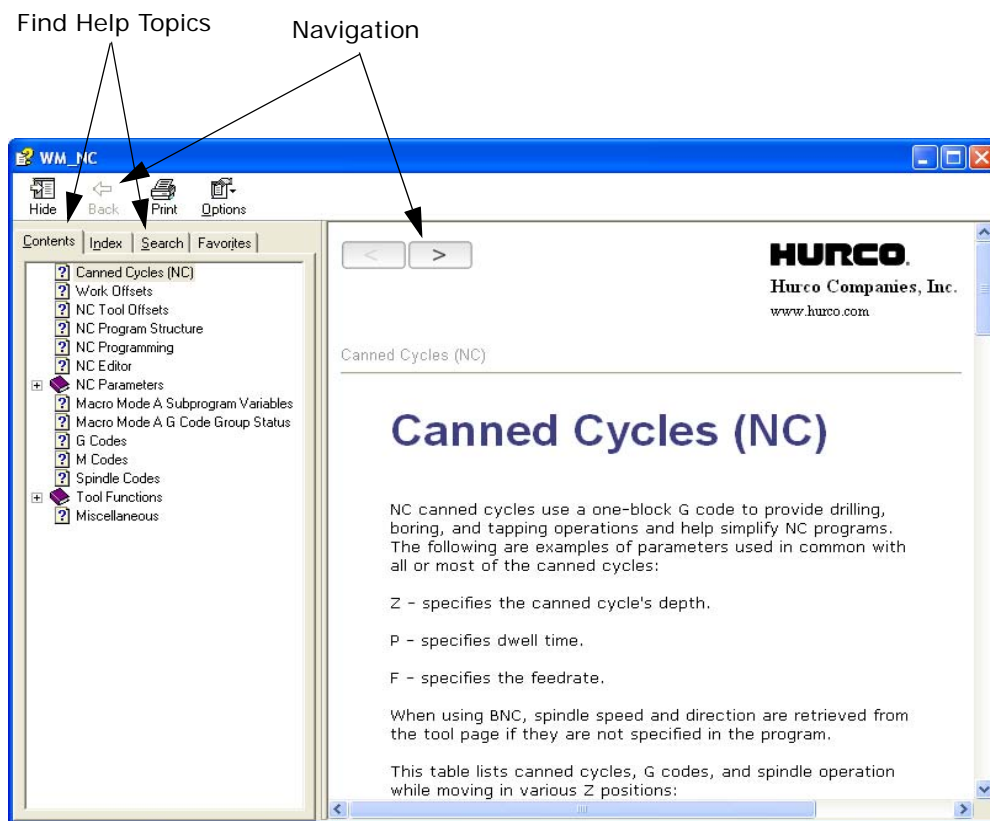 Find Help Topics
Navigation
WM_NC
Hide
Back
Print
Options
Contents
Index
Search
Favorites
Canned Cycles (NC)
Work Offsets
NC Tool Offsets
NC Program Structure
NC Programming
NC Editor
NC Parameters
Macro Mode A Subprogram Variables
Macro Mode A G Code Group Status
G Codes
M Codes
Spindle Codes
Tool Functions
Miscellaneous
< >
HURCO.
Hurco Companies, Inc.
www.hurco.com
Canned Cycles (NC)
Canned Cycles (NC)
NC canned cycles use a one-block G code to provide drilling,
boring, and tapping operations and help simplify NC programs.
The following are examples of parameters used in common with
all or most of the canned cycles:
Z - specifies the canned cycle's depth.
P - specifies dwell time.
F - specifies the feedrate.
When using BNC, spindle speed and direction are retrieved from
the tool page if they are not specified in the program.
This table lists canned cycles, G codes, and spindle operation
while moving in various Z positions: